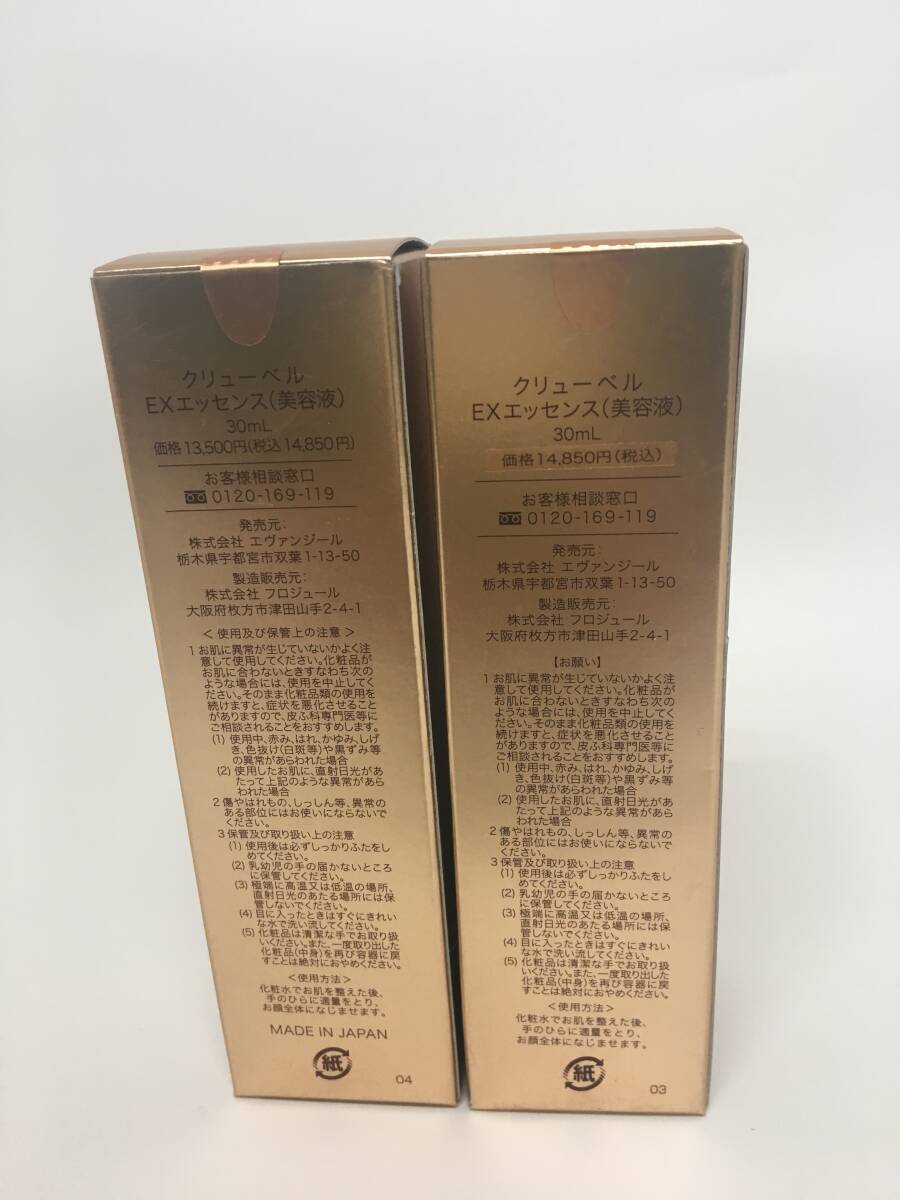 クリューベル
EXエッセンス(美容液)
30mL
価格13,500円(税込14,850円)
お客様相談窓口
0120-169-119
発売元:
株式会社 エヴァンジール
栃木県宇都宮市双葉1-13-50
製造販売元:
株式会社 フロジュール
大阪府枚方市津田山手2-4-1
<使用及び保管上の注意>
1 お肌に異常が生じていないかよく注
意して使用してください。化粧品が
お肌に合わないときすなわち次の
ような場合には、使用を中止してく
ださい。そのまま化粧品類の使用を
続けますと、症状を悪化させること
がありますので、皮ふ科専門医等に
ご相談されることをおすすめします。
(1) 使用中、赤み、はれ、かゆみ、しげ
き、色抜け(白斑等)や黒ずみ等
の異常があらわれた場合
(2) 使用したお肌に、直射日光があ
たって上記のような異常があら
われた場合
2 傷やはれもの、しっしん等、異常の
ある部位にはお使いにならないで
ください。
3 保管及び取り扱い上の注意
(1) 使用後は必ずしっかりふたをし
めてください。
(2) 乳幼児の手の届かないところ
に保管してください。
(3) 極端に高温又は低温の場所、
直射日光のあたる場所には保
管しないでください。
(4) 目に入ったときはすぐにきれい
な水で洗い流してください。
(5) 化粧品は清潔な手でお取り扱
いください。また、一度取り出した
化粧品(中身)を再び容器に戻
すことは絶対におやめください。
<使用方法>
化粧水でお肌を整えた後、
手のひらに適量をとり、
お顔全体になじませます。
MADE IN JAPAN
紙
04
クリューベル
EXエッセンス(美容液)
30mL
価格14,850円(税込)
お客様相談窓口
0120-169-119
発売元:
株式会社 エヴァンジール
栃木県宇都宮市双葉1-13-50
製造販売元:
株式会社 フロジュール
大阪府枚方市津田山手2-4-1
【お願い】
1 お肌に異常が生じていないかよく注
意して使用してください。化粧品が
お肌に合わないときすなわち次の
ような場合には、使用を中止してくだ
さい。そのまま化粧品類の使用を
続けますと、症状を悪化させること
がありますので、皮ふ科専門医等に
ご相談されることをおすすめします。
(1) 使用中、赤み、はれ、かゆみ、しげ
き、色抜け(白斑等)や黒ずみ等
の異常があらわれた場合
(2) 使用したお肌に、直射日光があ
たって上記のような異常があら
われた場合
2 傷やはれもの、しっしん等、異常の
ある部位にはお使いにならないで
ください。
3 保管及び取り扱い上の注意
(1) 使用後は必ずしっかりふたをし
めてください。
(2) 乳幼児の手の届かないところ
に保管してください。
(3) 極端に高温又は低温の場所、
直射日光のあたる場所には保
管しないでください。
(4) 目に入ったときはすぐにきれい
な水で洗い流してください。
(5) 化粧品は清潔な手でお取り扱
いください。また、一度取り出した
化粧品(中身)を再び容器に戻
すことは絶対におやめください。
<使用方法>
化粧水でお肌を整えた後、
手のひらに適量をとり、
お顔全体になじませます。
紙
03